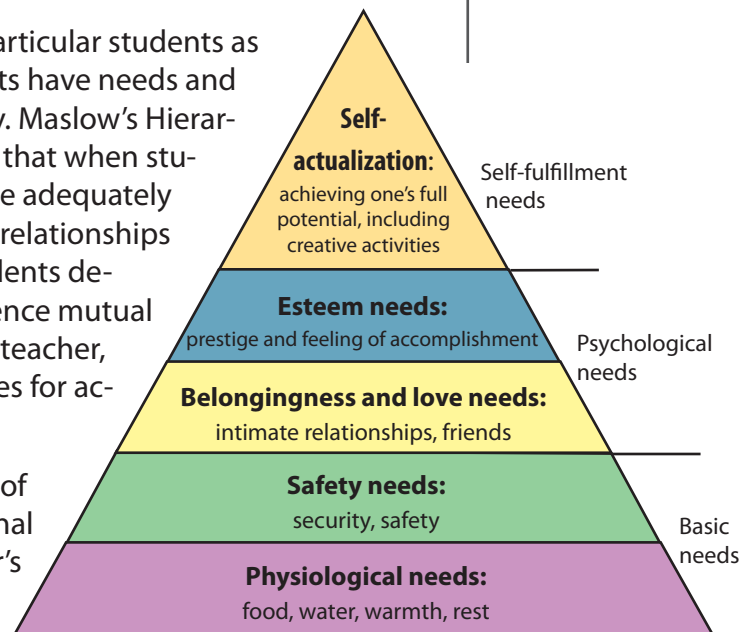 articular students as
ts have needs and
y. Maslow's Hierar-
that when stu-
e adequately
relationships
lents de-
ence mutual
teacher,
es for ac-
of
nal
r's
Self-
actualization:
achieving one's full
potential, including
creative activities
Self-fulfillment
needs
Esteem needs:
prestige and feeling of accomplishment
Psychological
needs
Belongingness and love needs:
intimate relationships, friends
Safety needs:
security, safety
Basic
needs
Physiological needs:
food, water, warmth, rest